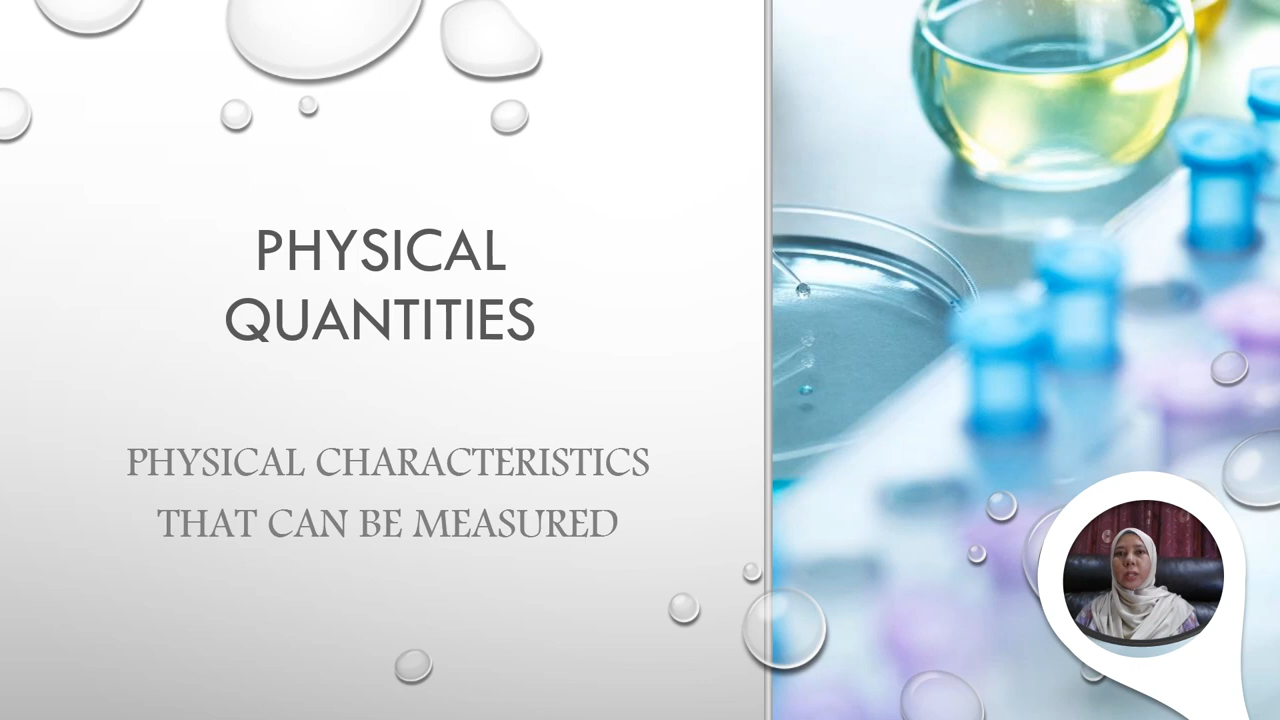 PHYSICAL
QUANTITIES
PHYSICAL CHARACTERISTICS
THAT CAN BE MEASURED